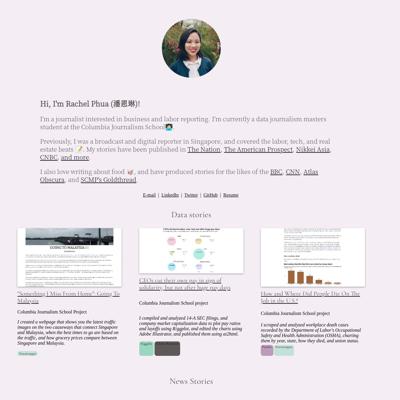 Hi, I'm Rachel Phua (潘恩琳)!
I'm a journalist interested in business and labor reporting. I'm currently a data journalism masters
student at the Columbia Journalism School
Previously, I was a broadcast and digital reporter in Singapore, and covered the labor, tech, and real
estate beats. My stories have been published in The Nation, The American Prospect, Nikkei Asia,
CNBC, and more.
I also love writing about food, and have produced stories for the likes of the BBC, CNN, Atlas
Obscura, and SCMP's Goldthread.
E-mail | LinkedIn | Twitter | GitHub | Resume
Data stories
GOING TO MALAYSIA
"Something I Miss From Home": Going To
Malaysia
Columbia Journalism School project
I created a webpage that shows you the latest traffic
images on the two causeways that connect Singapore
and Malaysia, when the best times to go are based on
the traffic, and how grocery prices compare between
Singapore and Malaysia.
CEOs cut their own pay in sign of
solidarity, but not after huge pay days
Columbia Journalism School project
I compiled and analyzed 14-A SEC filings, and
company market capitalization data to plot pay ratios
and layoffs using Rggplot, and edited the charts using
Adobe Illustrator, and published them using ai2html.
How and Where Did People Die On The
Job in the U.S?
Columbia Journalism School project
I scraped and analyzed workplace death cases
recorded by the Department of Labor's Occupational
Safety and Health Administration (OSHA), charting
them by year, state, how they died, and union status.
News Stories